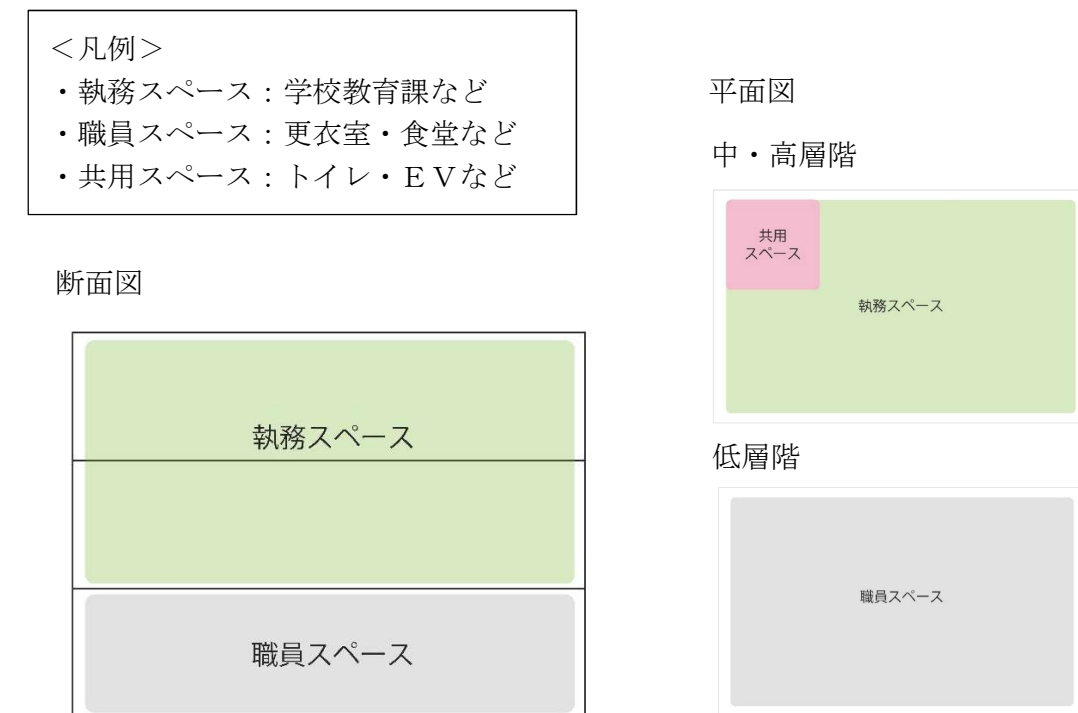 ＜凡例＞
・執務スペース：学校教育課など
・職員スペース：更衣室・食堂など
・共用スペース：トイレ・ＥＶなど
断面図
執務スペース
職員スペース
平面図
中・高層階
共用
スペース
執務スペース
低層階
職員スペース